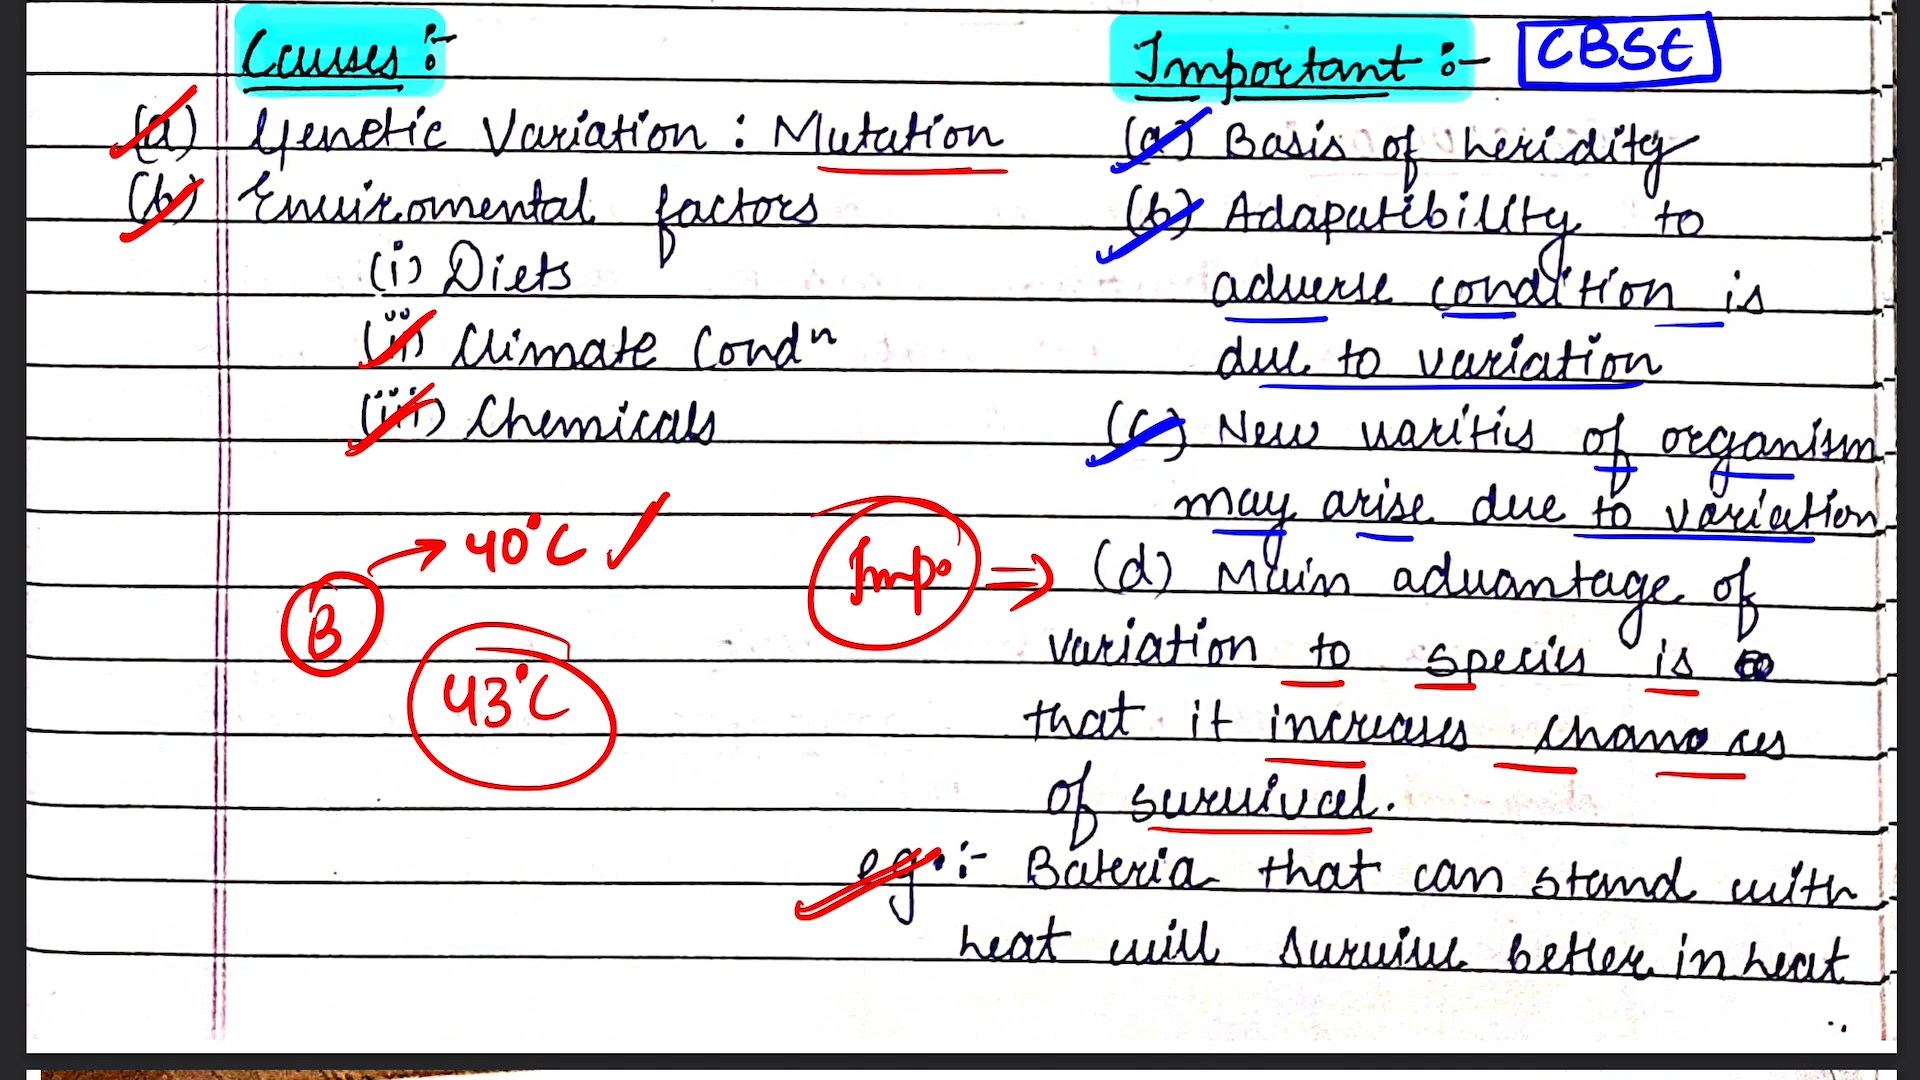 Causes :-
(a) Genetic Variation : Mutation
(b) Enviromental factors
(i) Diets
(ii) Climate Condn
(iii) Chemicals
B → 40°C ✓
43°C
Important :- CBSE
(a) Basis of heridity
(b) Adaputibility to
adverse condition is
due to variation
(c) New varitis of organism
may arise due to variation
Imp. ⇒ (d) Main advantage of
variation to species is
that it increases chances
of survival.
eg. :- Bateria that can stand with
heat will survive better in heat